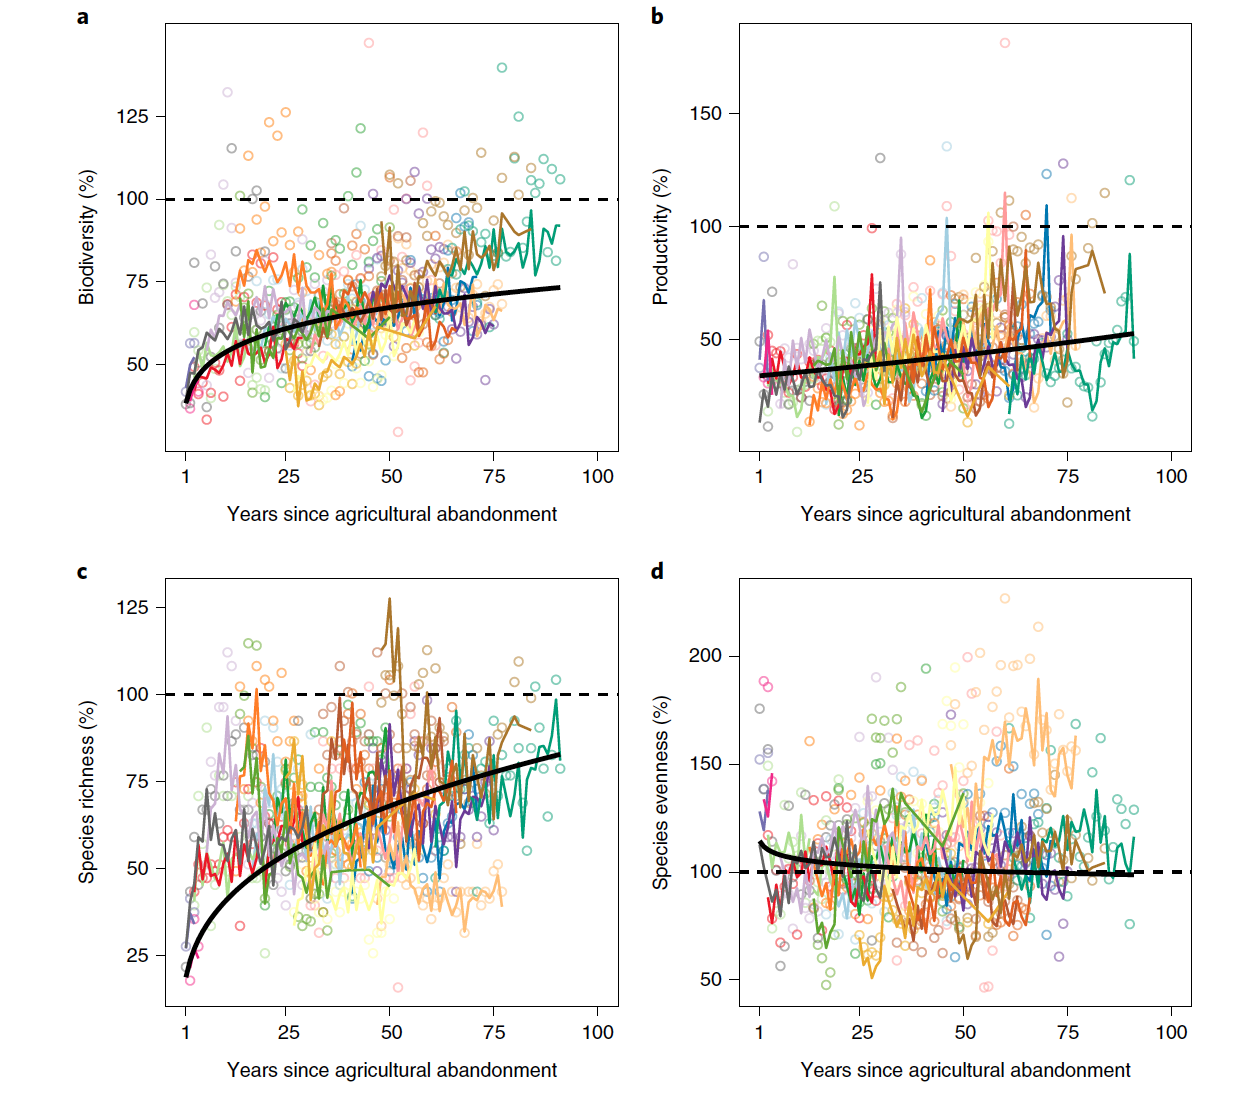 a
125
100
75
50
Biodiversity (%)
1 25 50 75 100
Years since agricultural abandonment
b
150
100
50
Productivity (%)
1 25 50 75 100
Years since agricultural abandonment
c
125
100
75
50
25
Species richness (%)
1 25 50 75 100
Years since agricultural abandonment
d
200
150
100
50
Species evenness (%)
1 25 50 75 100
Years since agricultural abandonment